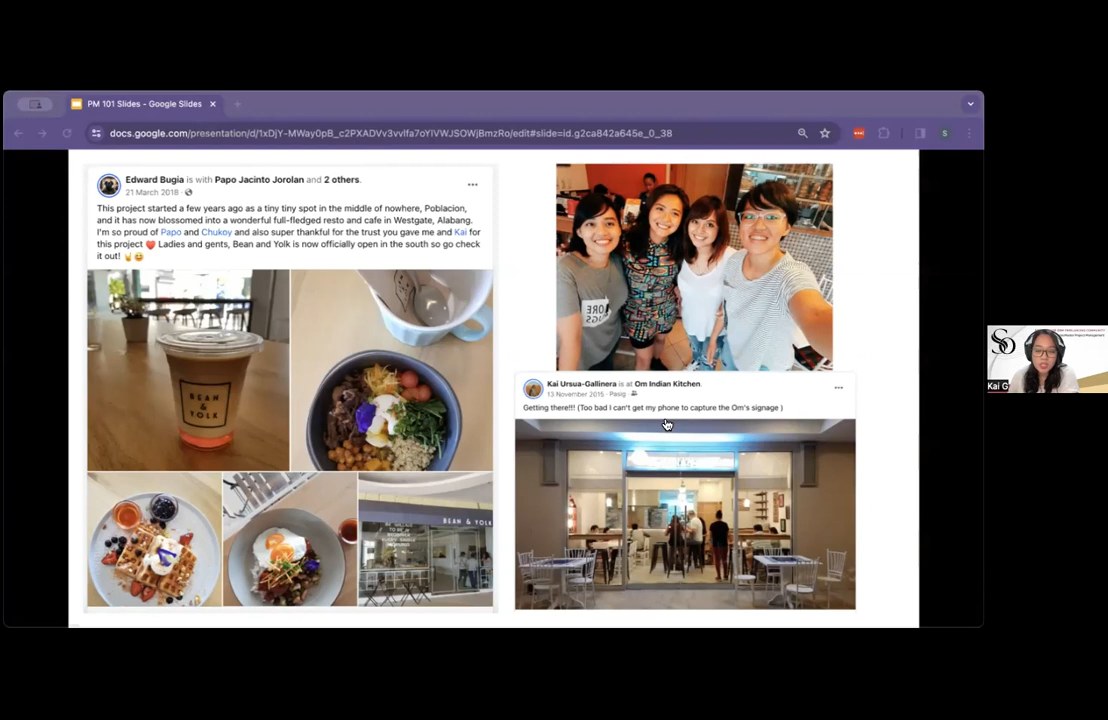 PM 101 Slides - Google Slides
docs.google.com/presentation/d/1xDjY-MWay0pB_c2PXADVv3vvlfa7oYlVWJSOWjBmzRo/edit#slide=id.g2ca842a645e_0_38
S
Edward Bugia is with Papo Jacinto Jorolan and 2 others.
21 March 2018 ·
This project started a few years ago as a tiny tiny spot in the middle of nowhere, Poblacion,
and it has now blossomed into a wonderful full-fledged resto and cafe in Westgate, Alabang.
I'm so proud of Papo and Chukoy and also super thankful for the trust you gave me and Kai for
this project ❤️ Ladies and gents, Bean and Yolk is now officially open in the south so go check
it out! 🤘😄
BEAN
&
YOLK
BEAN & YOLK
Kai Ursua-Gallinera is at Om Indian Kitchen.
13 November 2015 · Pasig ·
Getting there!!! (Too bad I can't get my phone to capture the Om's signage )
SO
Kai G